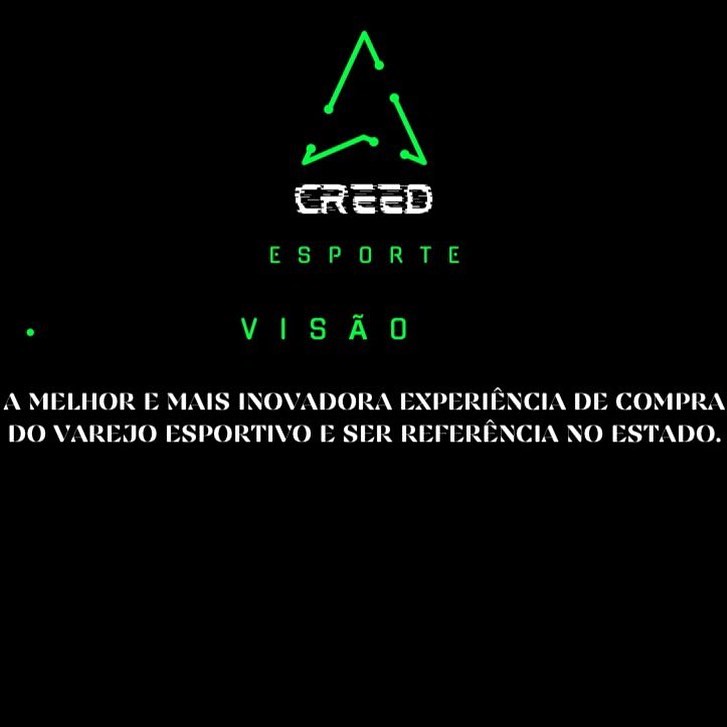 CREED
ESPORTE
• VISÃO
A MELHOR E MAIS INOVADORA EXPERIÊNCIA DE COMPRA
DO VAREJO ESPORTIVO E SER REFERÊNCIA NO ESTADO.